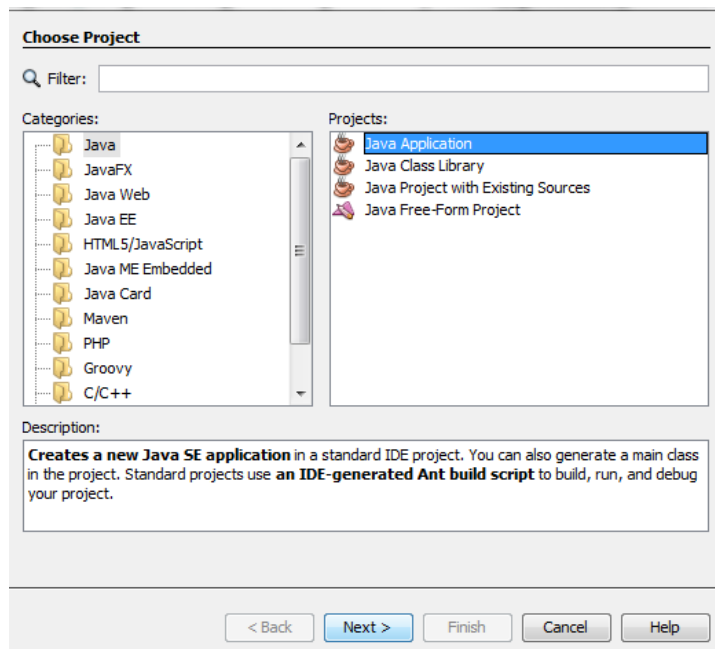 Choose Project
Filter:
Categories:
Java
JavaFX
Java Web
Java EE
HTML5/JavaScript
Java ME Embedded
Java Card
Maven
PHP
Groovy
C/C++
Projects:
Java Application
Java Class Library
Java Project with Existing Sources
Java Free-Form Project
Description:
Creates a new Java SE application in a standard IDE project. You can also generate a main class
in the project. Standard projects use an IDE-generated Ant build script to build, run, and debug
your project.
< Back
Next >
Finish
Cancel
Help